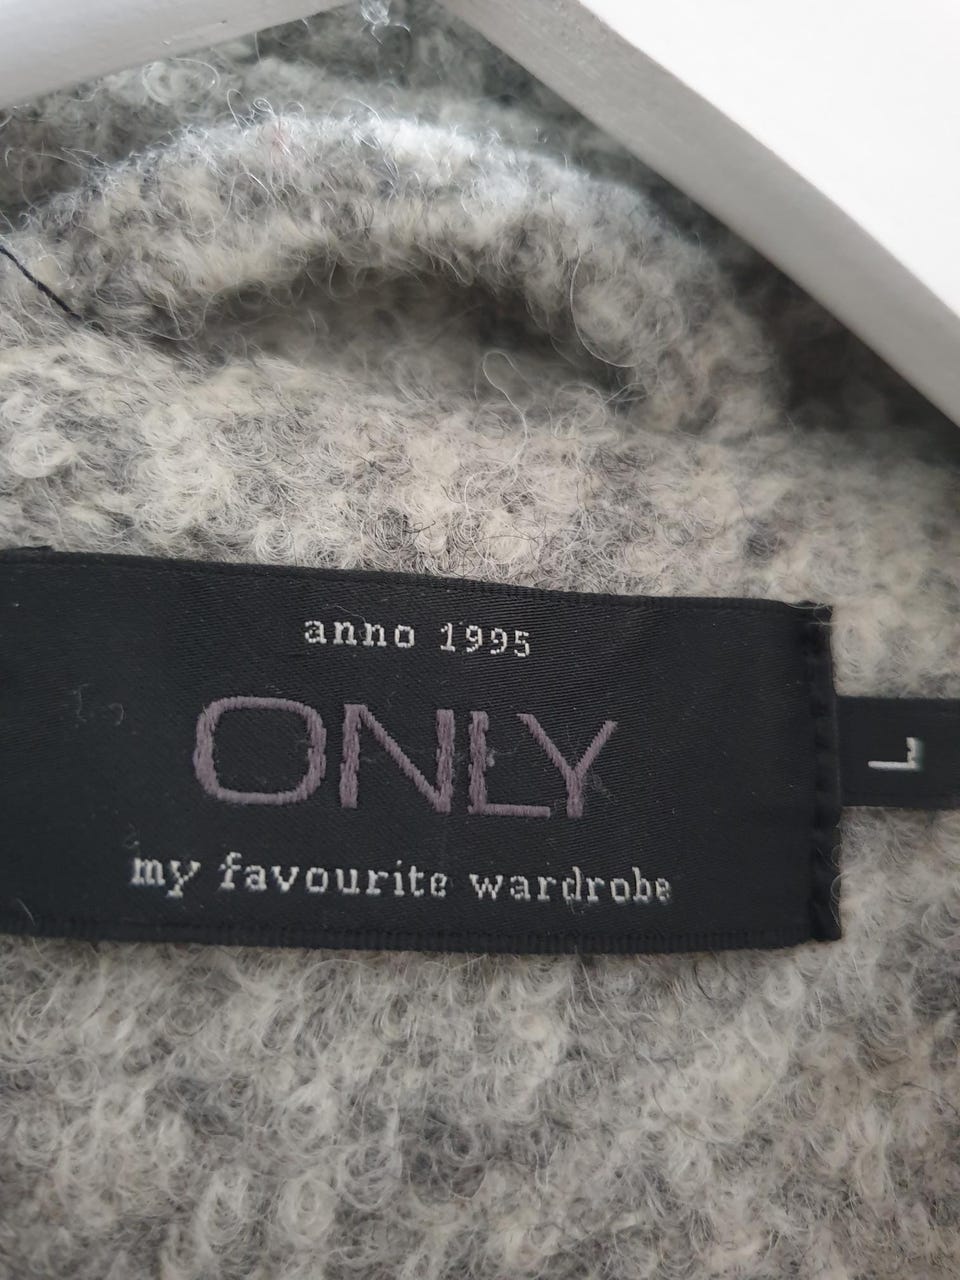 anno 1995
ONLY
my favourite wardrobe
L